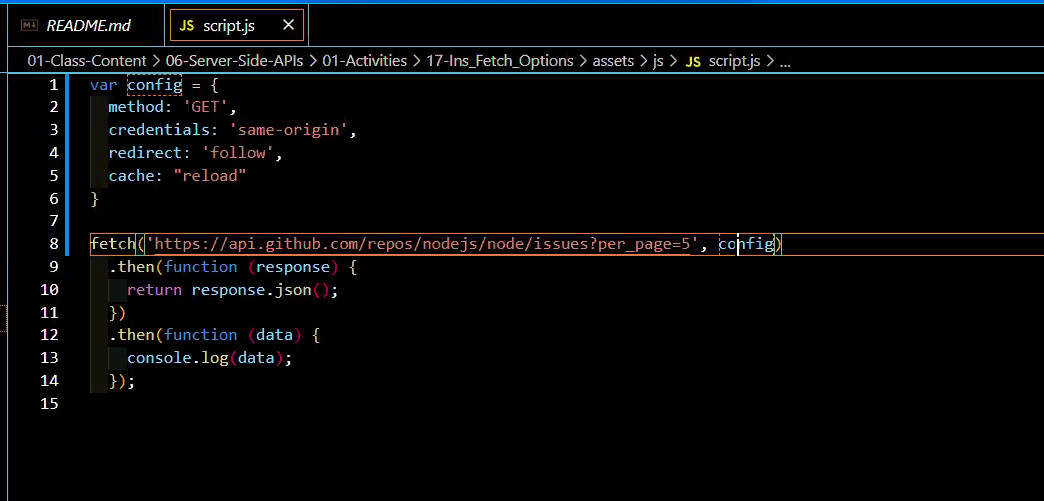 README.md JS script.js ×
01-Class-Content > 06-Server-Side-APIs > 01-Activities > 17-Ins_Fetch_Options > assets > js > JS script.js > ...
1 var config = {
2   method: 'GET',
3   credentials: 'same-origin',
4   redirect: 'follow',
5   cache: "reload"
6 }
7
8 fetch('https://api.github.com/repos/nodejs/node/issues?per_page=5', config)
9   .then(function (response) {
10     return response.json();
11   })
12   .then(function (data) {
13     console.log(data);
14   });
15